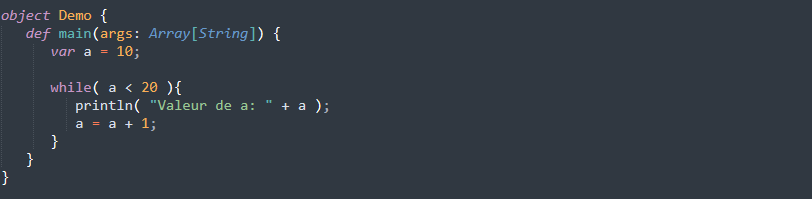 object Demo {
def main(args: Array[String]) {
var a = 10;
while( a < 20 ){
println( "Valeur de a: " + a );
a = a + 1;
}
}
}